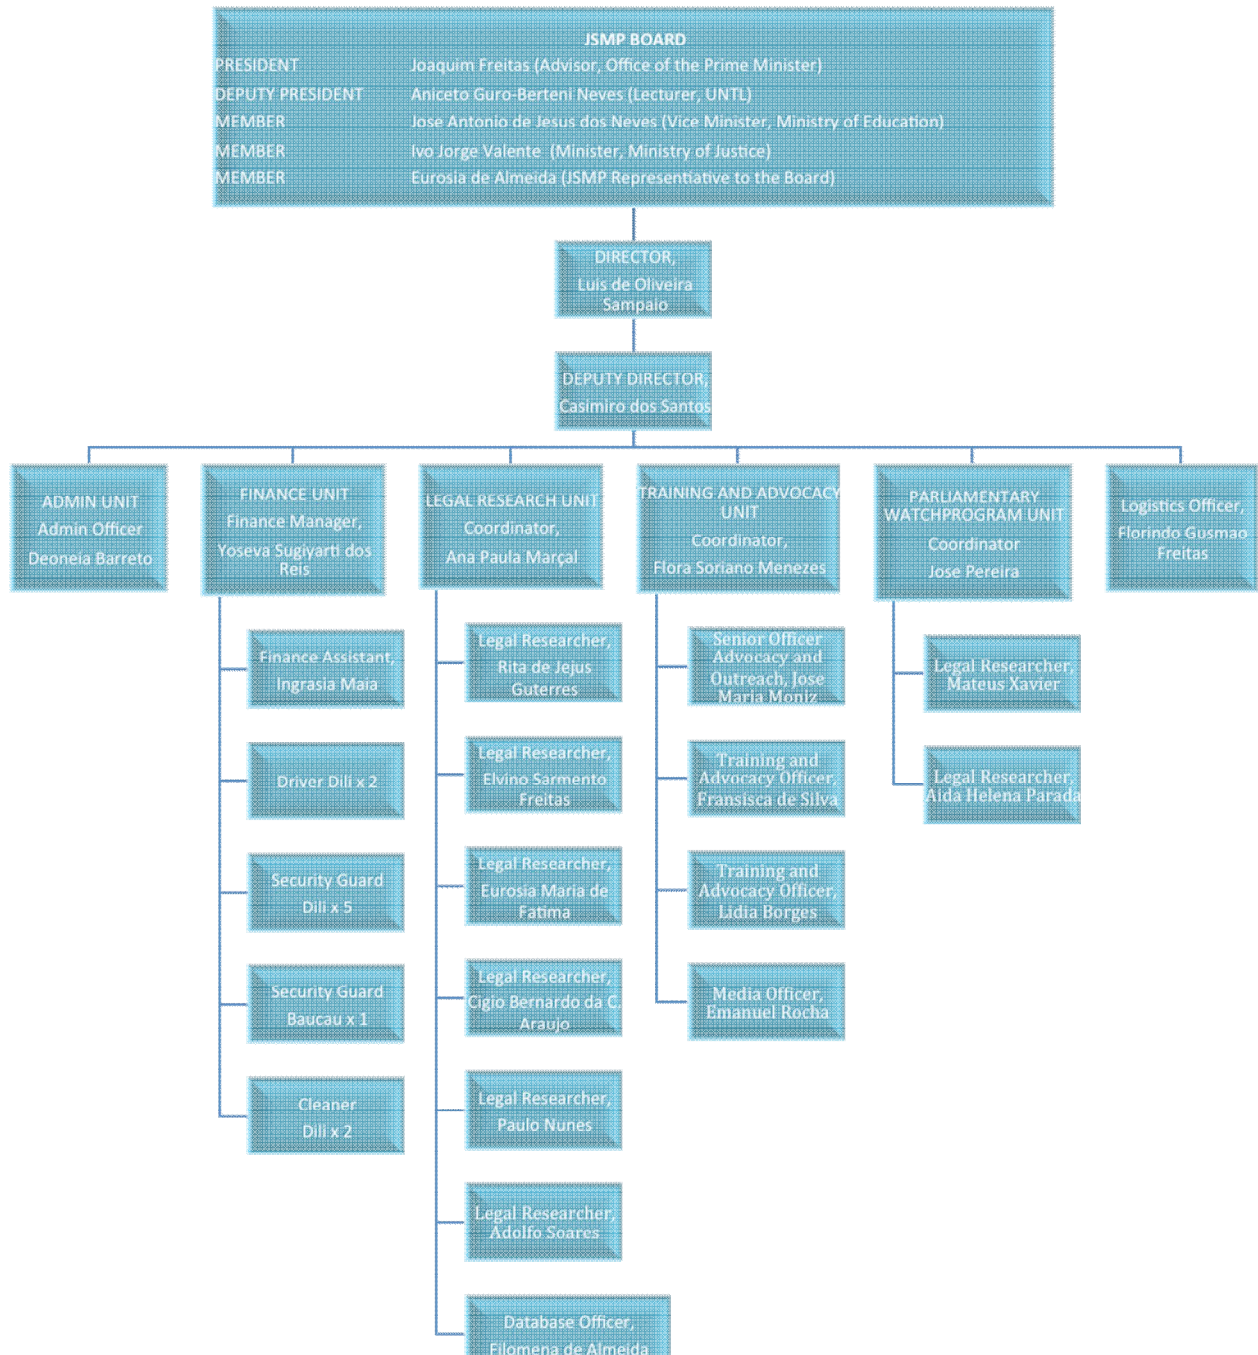 JSMP BOARD
PRESIDENT Joaquim Freitas (Advisor, Office of the Prime Minister)
DEPUTY PRESIDENT Aniceto Guro-Berteni Neves (Lecturer, UNTL)
MEMBER Jose Antonio de Jesus dos Neves (Vice Minister, Ministry of Education)
MEMBER Ivo Jorge Valente (Minister, Ministry of Justice)
MEMBER Eurosia de Almeida (JSMP Representiative to the Board)
DIRECTOR,
Luis de Oliveira
Sampaio
DEPUTY DIRECTOR,
Casimiro dos Santos
ADMIN UNIT
Admin Officer
Deoneia Barreto
FINANCE UNIT
Finance Manager,
Yoseva Sugiyarti dos
Reis
LEGAL RESEARCH UNIT
Coordinator,
Ana Paula Marçal
TRAINING AND ADVOCACY
UNIT
Coordinator,
Flora Soriano Menezes
PARLIAMENTARY
WATCHPROGRAM UNIT
Coordinator
Jose Pereira
Logistics Officer,
Florindo Gusmao
Freitas
Finance Assistant,
Ingrasia Maia
Driver Dili x 2
Security Guard
Dili x 5
Security Guard
Baucau x 1
Cleaner
Dili x 2
Legal Researcher,
Rita de Jejus
Guterres
Legal Researcher,
Elvino Sarmento
Freitas
Legal Researcher,
Eurosia Maria de
Fatima
Legal Researcher,
Cigio Bernardo da C.
Araujo
Legal Researcher,
Paulo Nunes
Legal Researcher,
Adolfo Soares
Database Officer,
Filomena de Almeida
Senior Officer
Advocacy and
Outreach, Jose
Maria Moniz
Training and
Advocacy Officer,
Fransisca de Silva
Training and
Advocacy Officer,
Lidia Borges
Media Officer,
Emanuel Rocha
Legal Researcher,
Mateus Xavier
Legal Researcher,
Aida Helena Parada